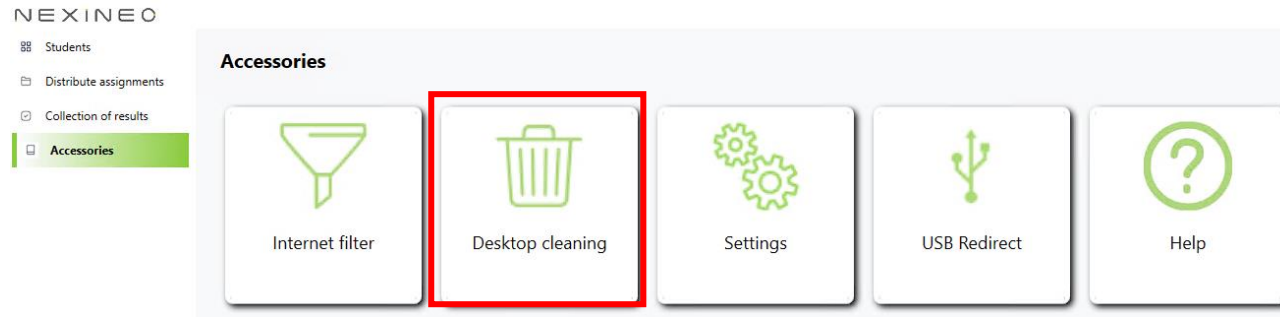 NEXINEO
Students
Distribute assignments
Collection of results
Accessories
Accessories
Internet filter
Desktop cleaning
Settings
USB Redirect
Help